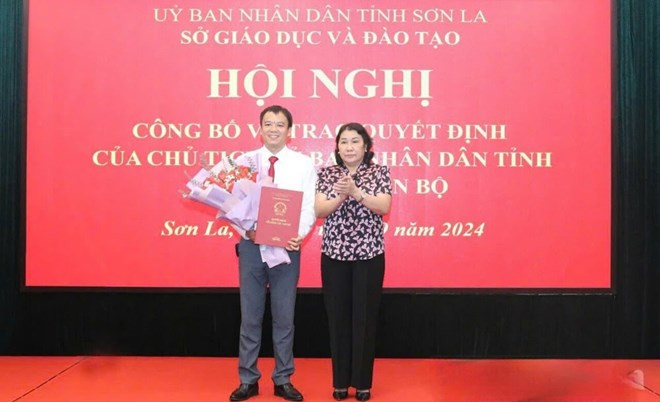 UỶ BAN NHÂN DÂN TỈNH SƠN LA
SỞ GIÁO DỤC VÀ ĐÀO TẠO
HỘI NGHỊ
CÔNG BỐ VÀ TRAO QUYẾT ĐỊNH
CỦA CHỦ TỊCH BAN NHÂN DÂN TỈNH
BỘ
Sơn La, năm 2024